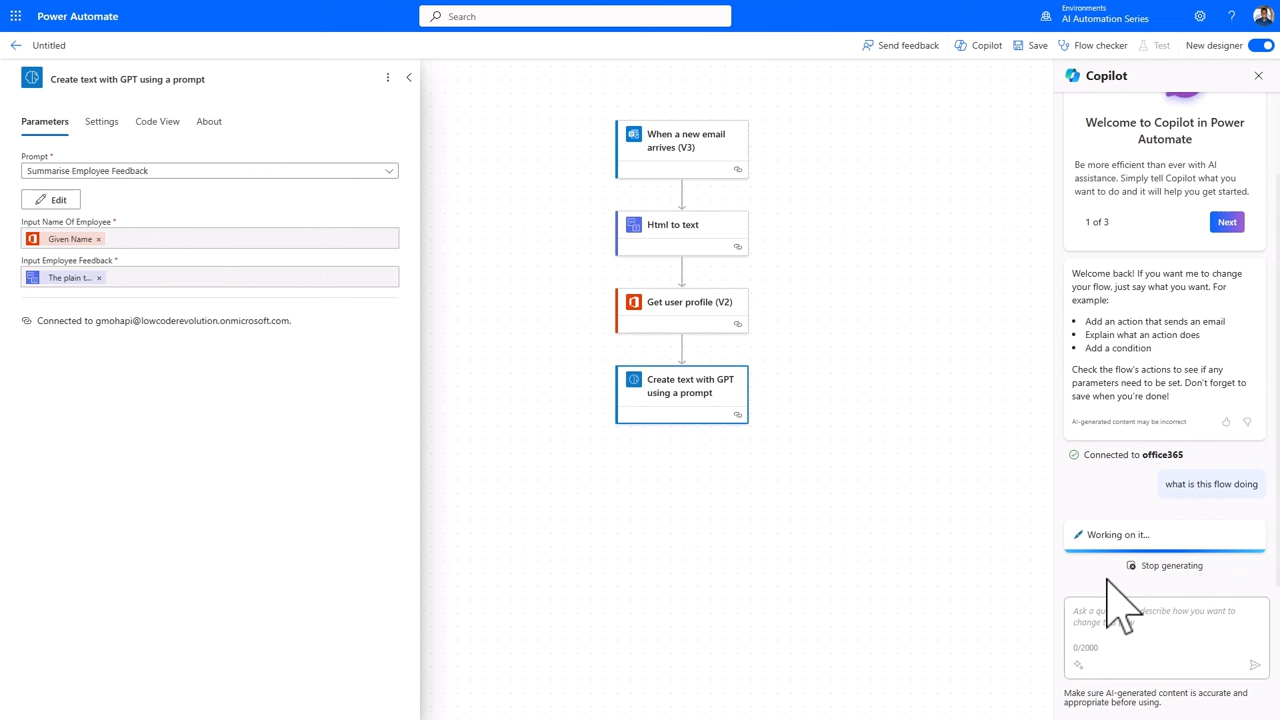 Power Automate
Search
Environments
AI Automation Series
Untitled
Send feedback
Copilot
Save
Flow checker
Test
New designer
Create text with GPT using a prompt
Parameters
Settings
Code View
About
Prompt *
Summarise Employee Feedback
Edit
Input Name Of Employee *
Given Name ×
Input Employee Feedback *
The plain t... ×
Connected to gmohapi@lowcoderevolution.onmicrosoft.com.
When a new email
arrives (V3)
Html to text
Get user profile (V2)
Create text with GPT
using a prompt
Copilot
Welcome to Copilot in Power
Automate
Be more efficient than ever with AI
assistance. Simply tell Copilot what you
want to do and it will help you get started.
1 of 3
Next
Welcome back! If you want me to change
your flow, just say what you want. For
example:
• Add an action that sends an email
• Explain what an action does
• Add a condition
Check the flow's actions to see if any
parameters need to be set. Don't forget to
save when you're done!
AI-generated content may be incorrect
Connected to office365
what is this flow doing
Working on it...
Stop generating
Ask a describe how you want to
change
0/2000
Make sure AI-generated content is accurate and
appropriate before using.